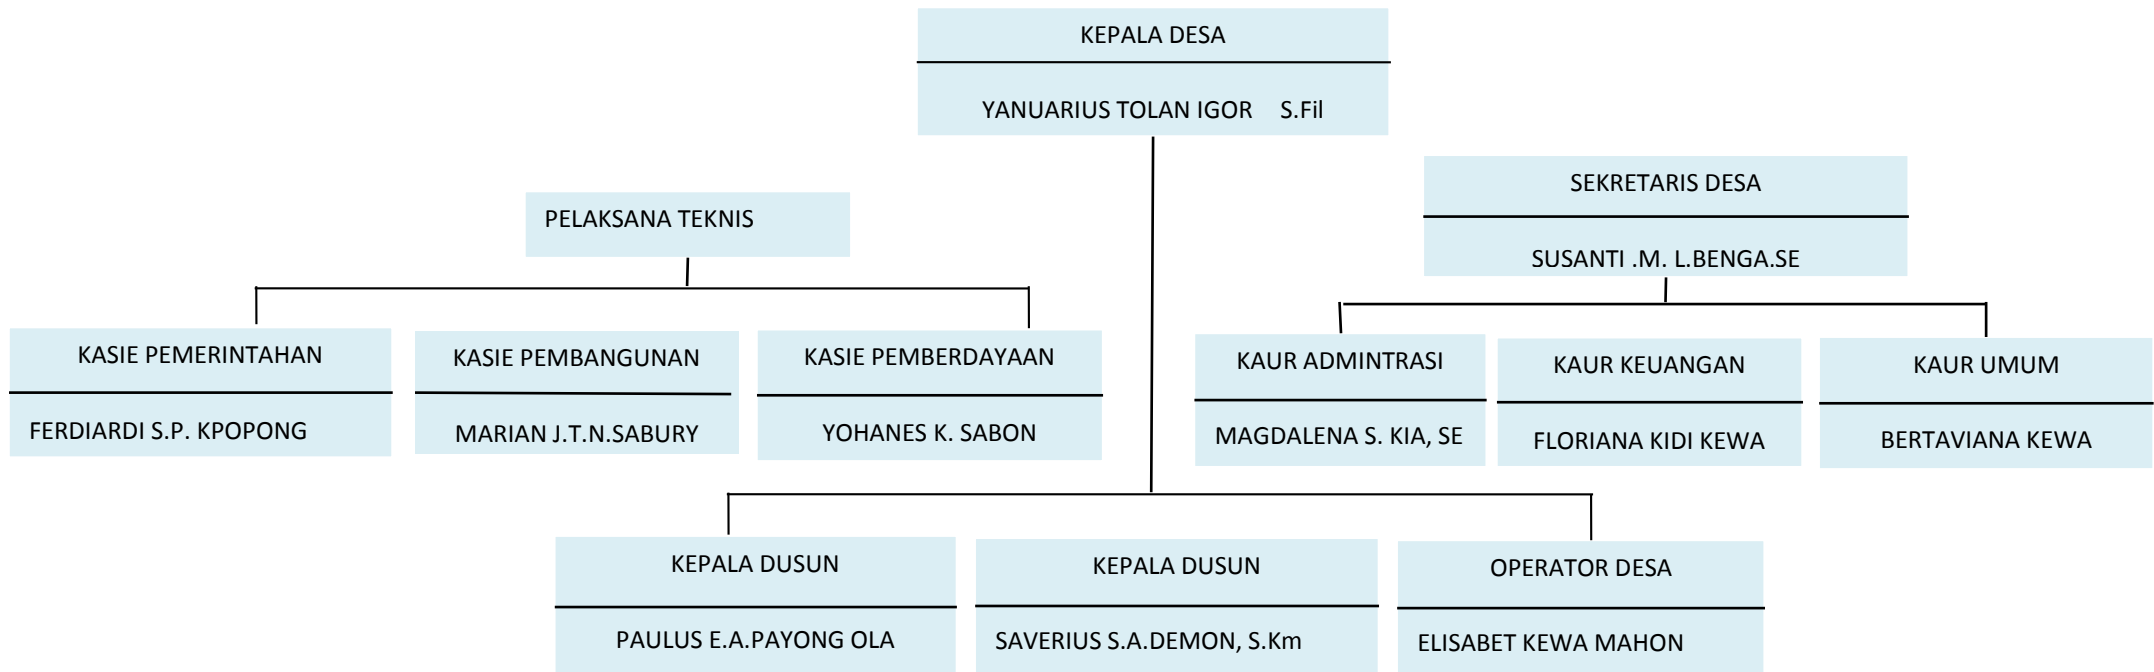 KEPALA DESA
YANUARIUS TOLAN IGOR S.Fil
SEKRETARIS DESA
SUSANTI .M. L.BENGA.SE
PELAKSANA TEKNIS
KASIE PEMERINTAHAN
FERDIARDI S.P. KPOPONG
KASIE PEMBANGUNAN
MARIAN J.T.N.SABURY
KASIE PEMBERDAYAAN
YOHANES K. SABON
KAUR ADMINTRASI
MAGDALENA S. KIA, SE
KAUR KEUANGAN
FLORIANA KIDI KEWA
KAUR UMUM
BERTAVIANA KEWA
KEPALA DUSUN
PAULUS E.A.PAYONG OLA
KEPALA DUSUN
SAVERIUS S.A.DEMON, S.Km
OPERATOR DESA
ELISABET KEWA MAHON